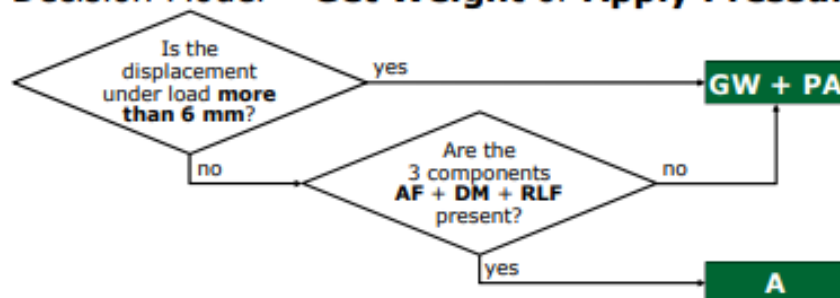 Is the
displacement
under load more
than 6 mm?
yes
GW + PA
no
Are the
3 components
AF + DM + RLF
present?
no
yes
A